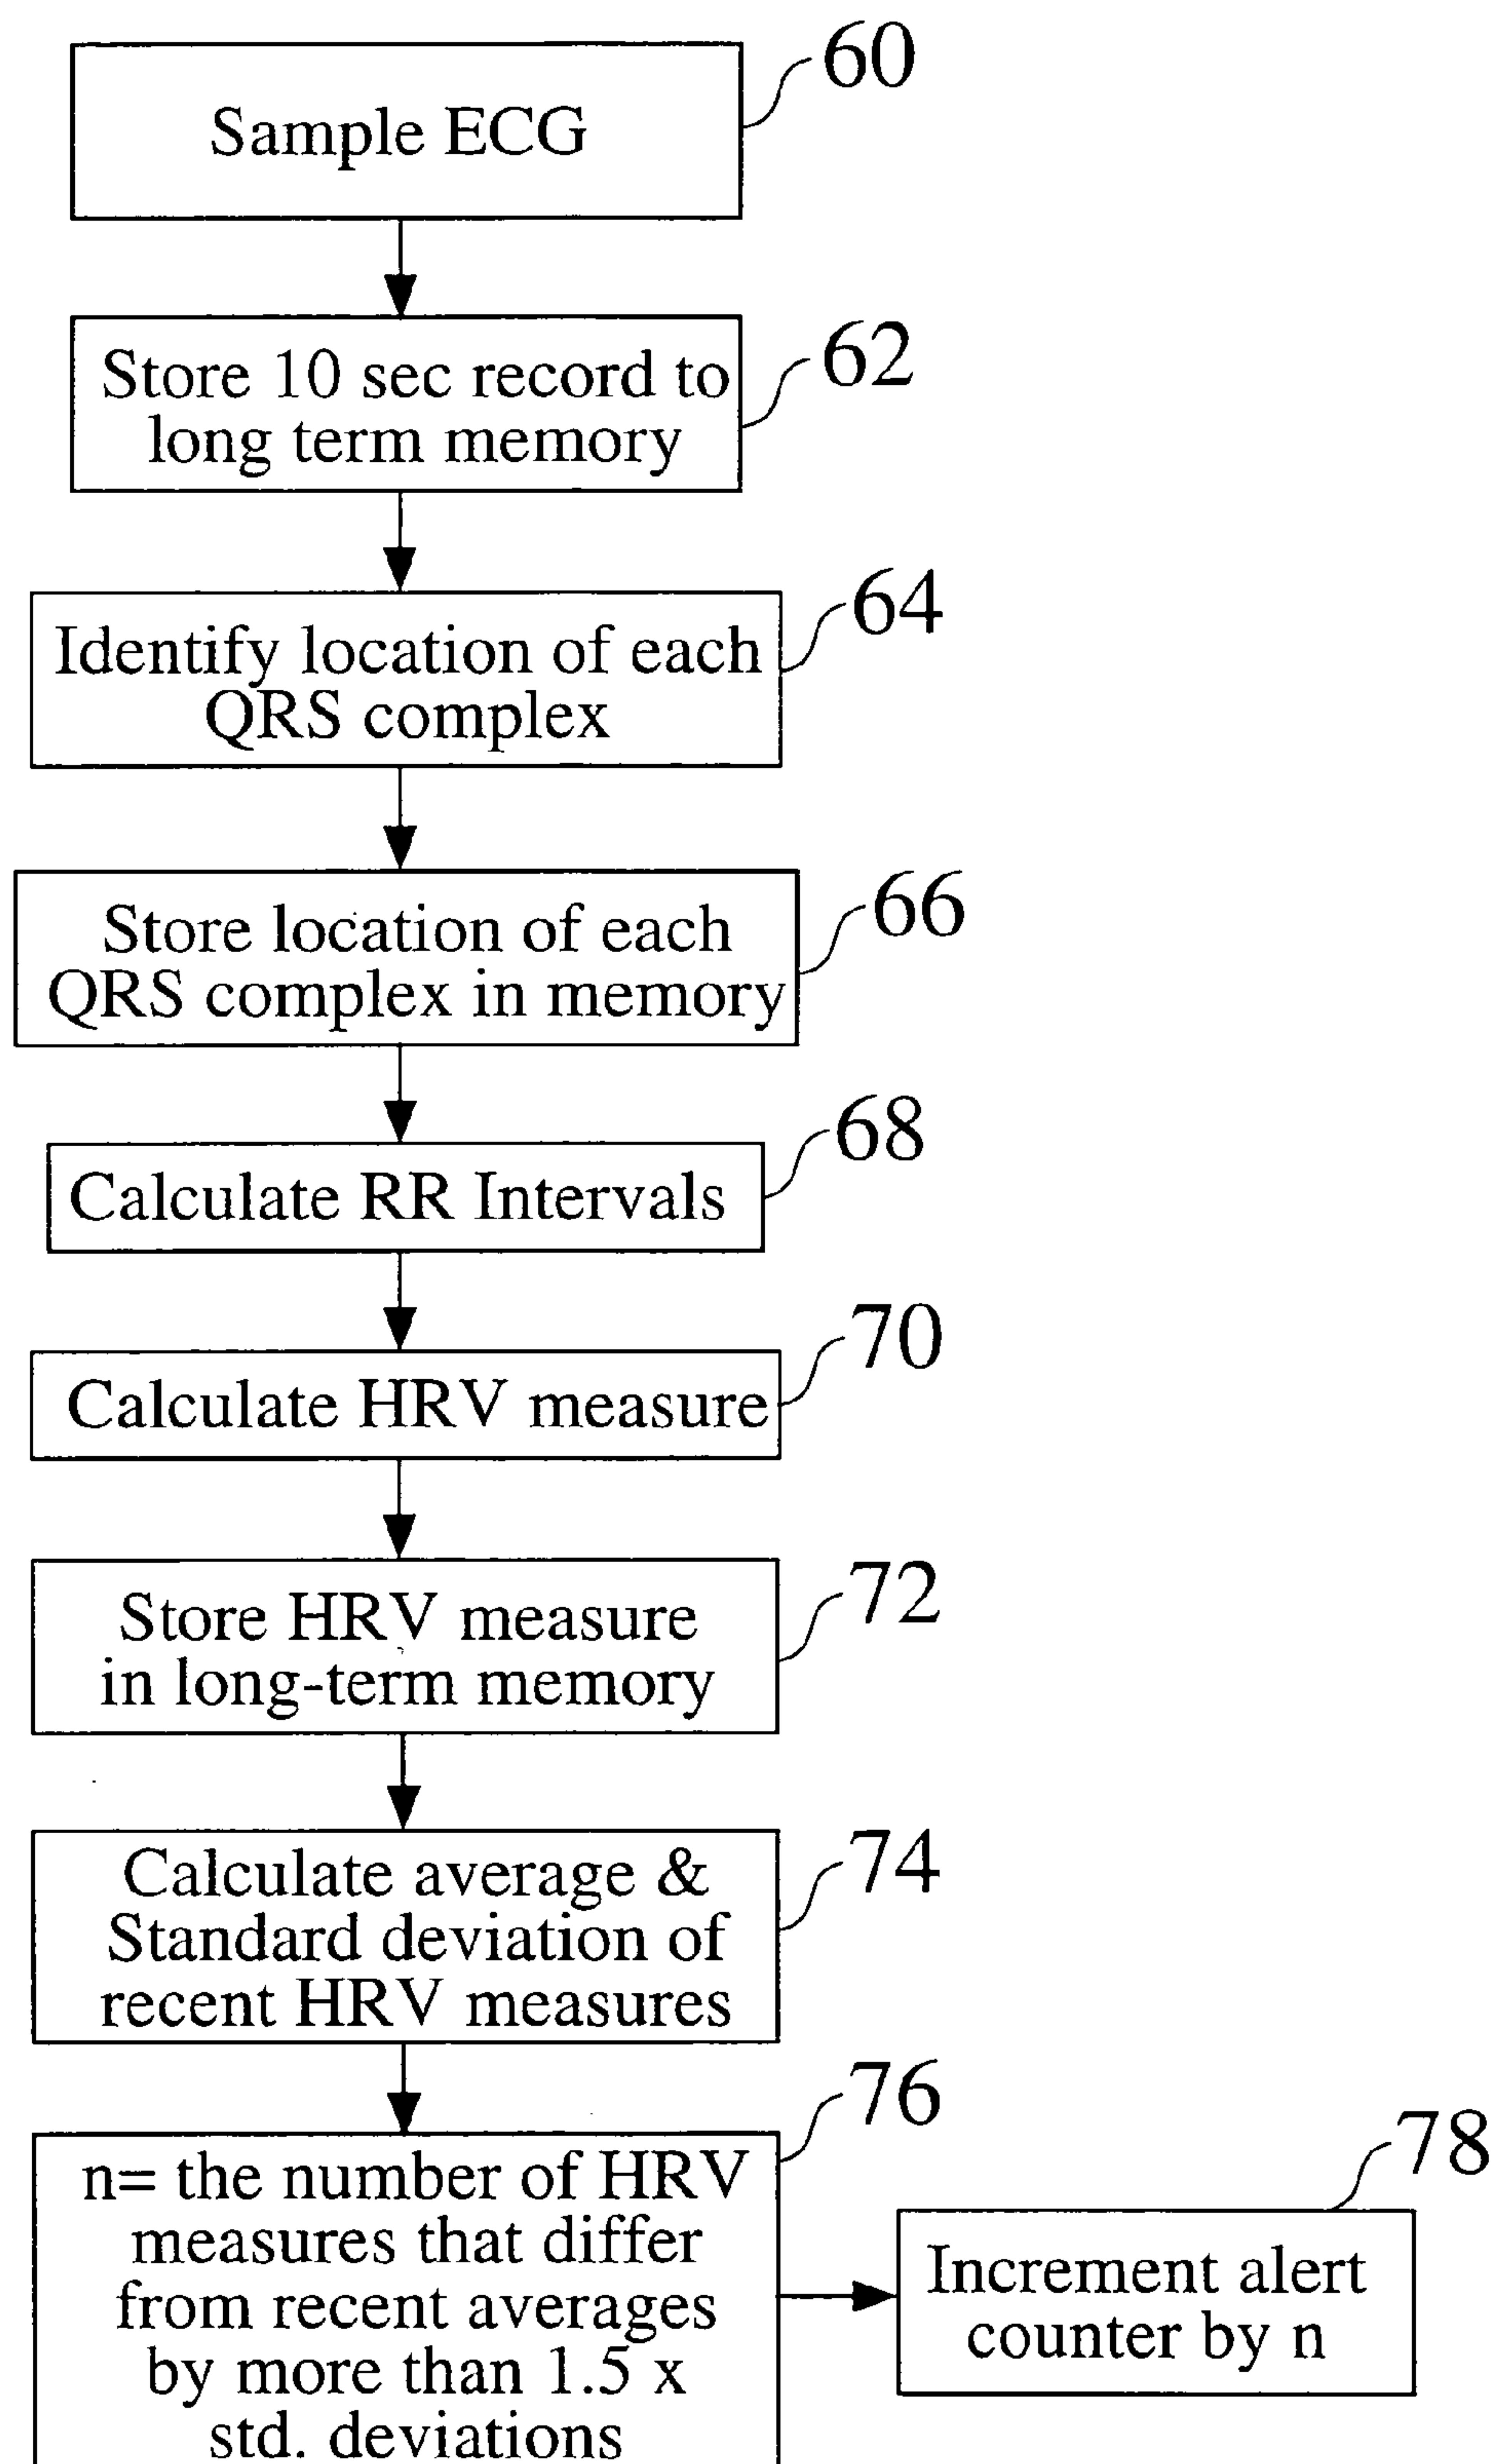 60
Sample ECG
62
Store 10 sec record to
long term memory
64
Identify location of each
QRS complex
66
Store location of each
QRS complex in memory
68
Calculate RR Intervals
70
Calculate HRV measure
72
Store HRV measure
in long-term memory
74
Calculate average &
Standard deviation of
recent HRV measures
76
n= the number of HRV
measures that differ
from recent averages
by more than 1.5 x
std. deviations
78
Increment alert
counter by n